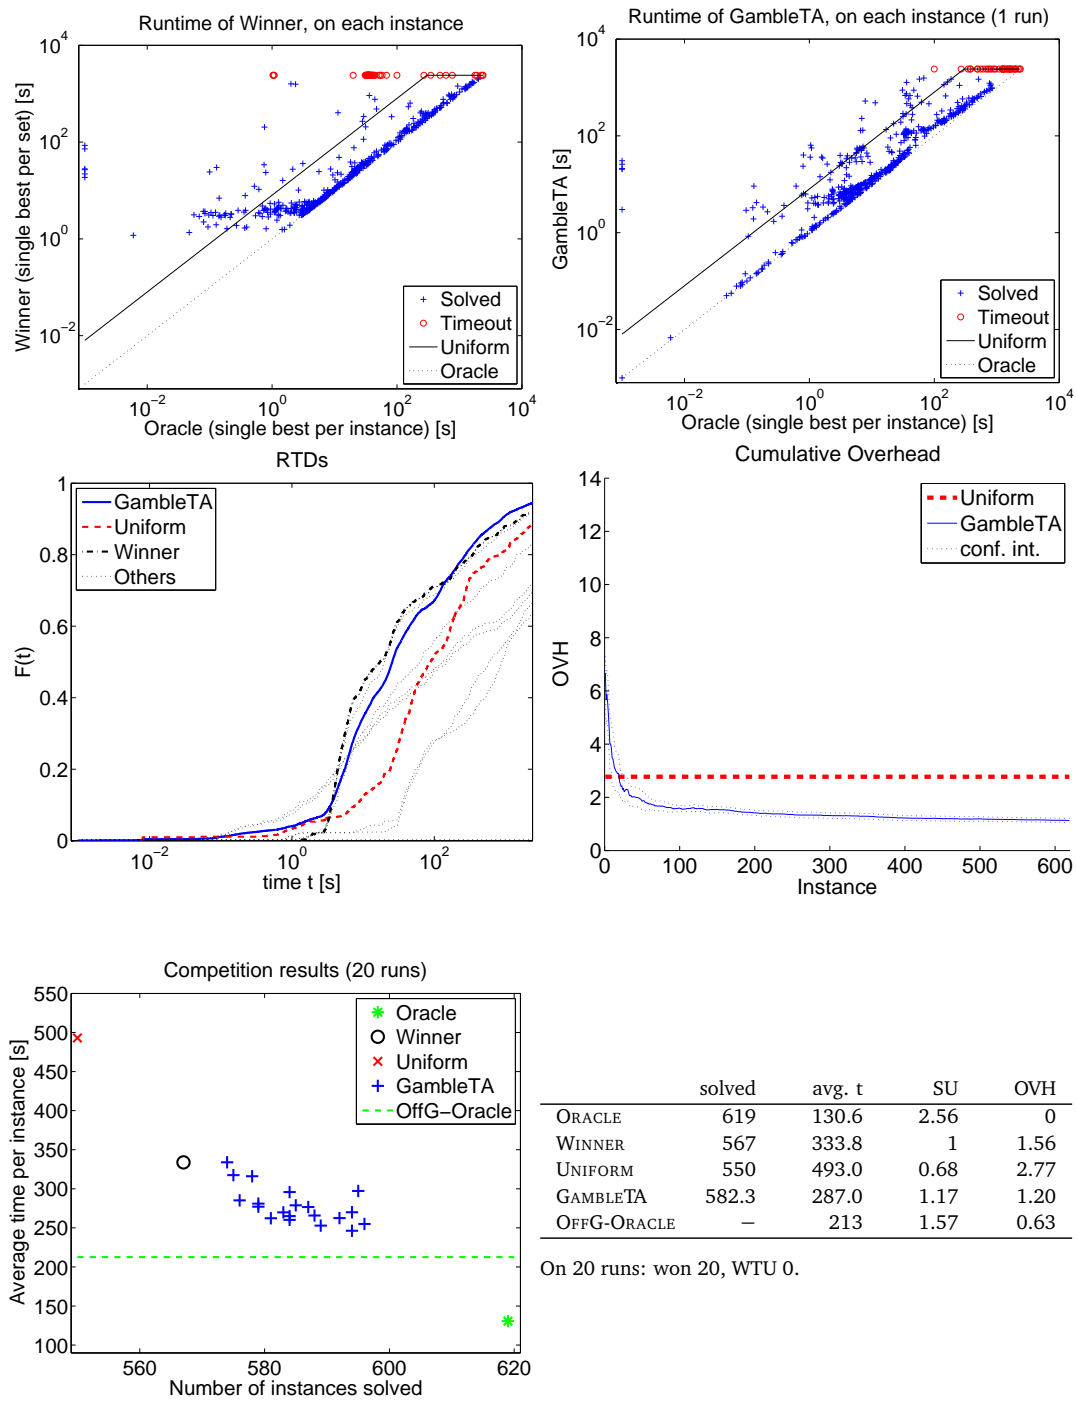 Runtime of Winner, on each instance
10^4
10^2
10^0
10^−2
Winner (single best per set) [s]
Solved
Timeout
Uniform
Oracle
10^−2 10^0 10^2 10^4
Oracle (single best per instance) [s]
Runtime of GambleTA, on each instance (1 run)
10^4
10^2
10^0
10^−2
GambleTA [s]
Solved
Timeout
Uniform
Oracle
10^−2 10^0 10^2 10^4
Oracle (single best per instance) [s]
RTDs
1
0.8
0.6
0.4
0.2
0
F(t)
GambleTA
Uniform
Winner
Others
10^−2 10^0 10^2
time t [s]
Cumulative Overhead
14
12
10
8
6
4
2
0
OVH
Uniform
GambleTA
conf. int.
0 100 200 300 400 500 600
Instance
Competition results (20 runs)
550
500
450
400
350
300
250
200
150
100
Average time per instance [s]
Oracle
Winner
Uniform
GambleTA
OffG−Oracle
560 580 600 620
Number of instances solved
solved avg. t SU OVH
ORACLE 619 130.6 2.56 0
WINNER 567 333.8 1 1.56
UNIFORM 550 493.0 0.68 2.77
GAMBLETA 582.3 287.0 1.17 1.20
OFFG-ORACLE − 213 1.57 0.63
On 20 runs: won 20, WTU 0.